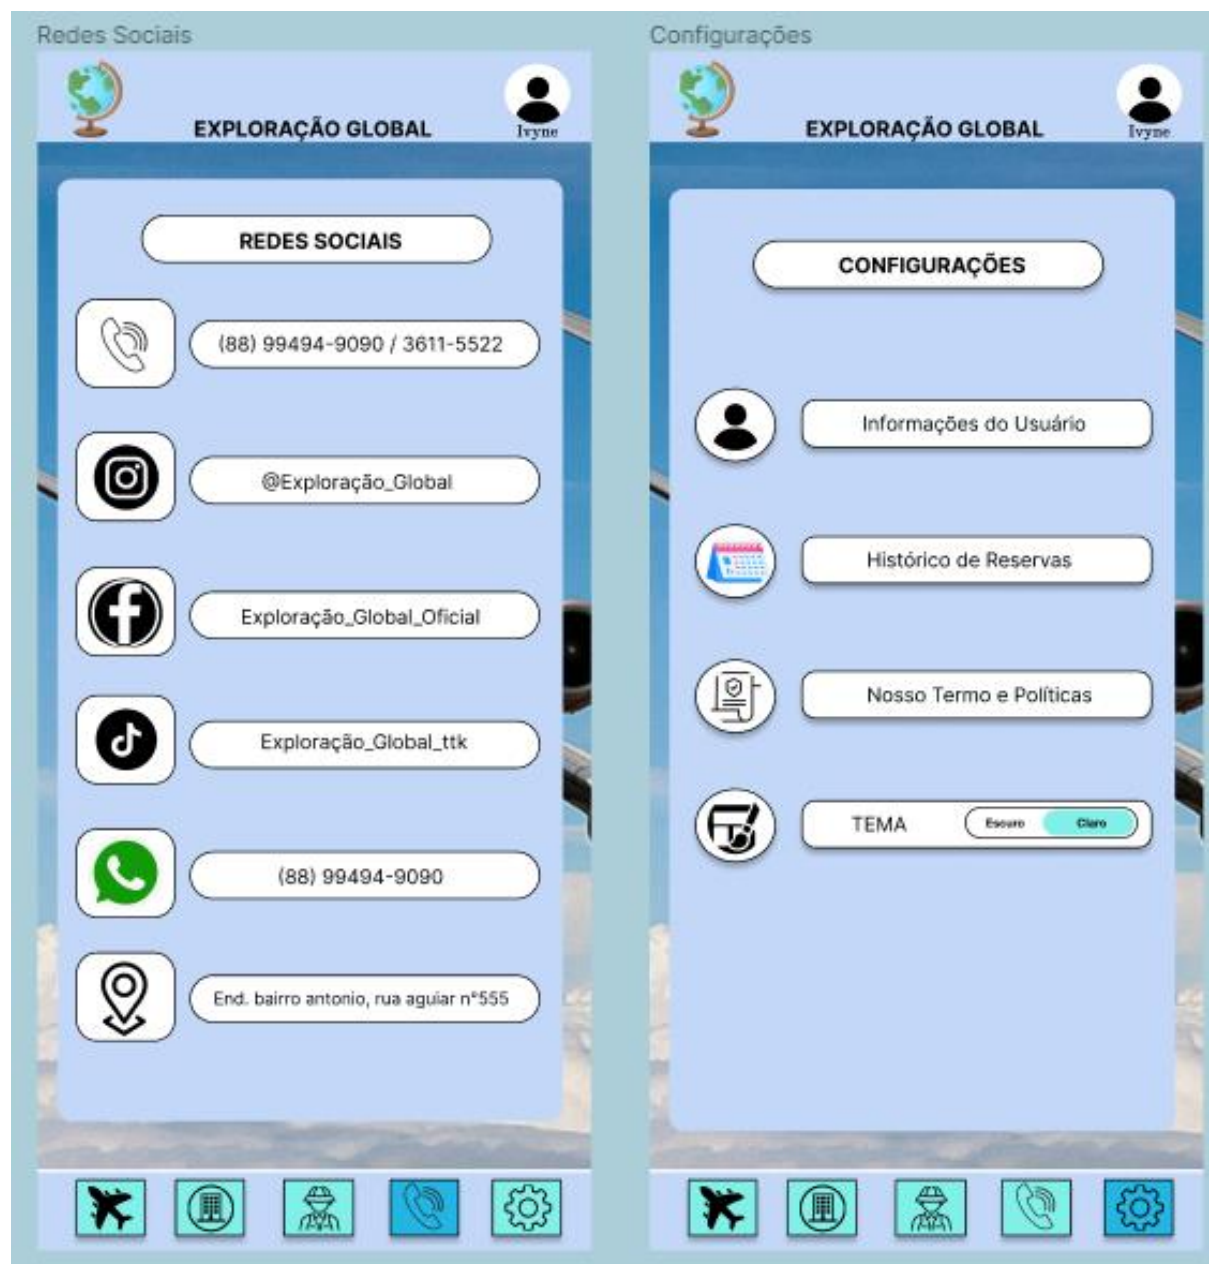 Redes Sociais
EXPLORAÇÃO GLOBAL
Ivyne
REDES SOCIAIS
(88) 99494-9090 / 3611-5522
@Exploração_Global
Exploração_Global_Oficial
Exploração_Global_ttk
(88) 99494-9090
End. bairro antonio, rua aguiar n°555
Configurações
EXPLORAÇÃO GLOBAL
Ivyne
CONFIGURAÇÕES
Informações do Usuário
Histórico de Reservas
Nosso Termo e Políticas
TEMA Escuro Claro